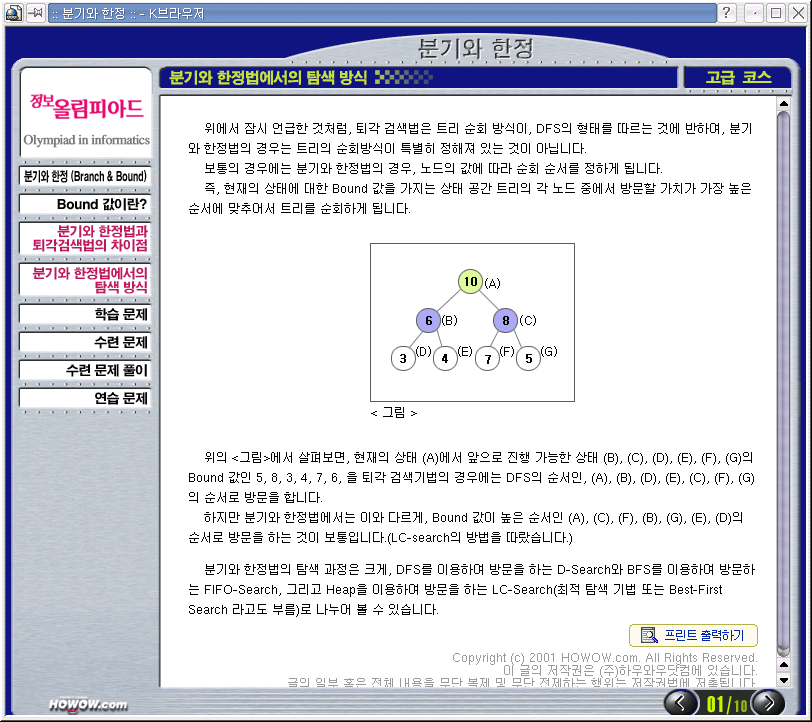 :: 분기와 한정 :: - K브라우저
분기와 한정
정보올림피아드
Olympiad in informatics
분기와 한정 (Branch & Bound)
Bound 값이란?
분기와 한정법과
퇴각검색법의 차이점
분기와 한정법에서의
탐색 방식
학습 문제
수련 문제
수련 문제 풀이
연습 문제
HOWOW.com
분기와 한정법에서의 탐색 방식
고급 코스
위에서 잠시 언급한 것처럼, 퇴각 검색법은 트리 순회 방식이, DFS의 형태를 따르는 것에 반하여, 분기
와 한정법의 경우는 트리의 순회방식이 특별히 정해져 있는 것이 아닙니다.
보통의 경우에는 분기와 한정법의 경우, 노드의 값에 따라 순회 순서를 정하게 됩니다.
즉, 현재의 상태에 대한 Bound 값을 가지는 상태 공간 트리의 각 노드 중에서 방문할 가치가 가장 높은
순서에 맞추어서 트리를 순회하게 됩니다.
10 (A)
6 (B) 8 (C)
3 (D) 4 (E) 7 (F) 5 (G)
< 그림 >
위의 <그림>에서 살펴보면, 현재의 상태 (A)에서 앞으로 진행 가능한 상태 (B), (C), (D), (E), (F), (G)의
Bound 값인 5, 8, 3, 4, 7, 6, 을 퇴각 검색기법의 경우에는 DFS의 순서인, (A), (B), (D), (E), (C), (F), (G)
의 순서로 방문을 합니다.
하지만 분기와 한정법에서는 이와 다르게, Bound 값이 높은 순서인 (A), (C), (F), (B), (G), (E), (D)의
순서로 방문을 하는 것이 보통입니다.(LC-search의 방법을 따랐습니다.)
분기와 한정법의 탐색 과정은 크게, DFS를 이용하여 방문을 하는 D-Search와 BFS를 이용하여 방문하
는 FIFO-Search, 그리고 Heap을 이용하여 방문을 하는 LC-Search(최적 탐색 기법 또는 Best-First
Search 라고도 부름)로 나누어 볼 수 있습니다.
프린트 출력하기
Copyright (c) 2001 HOWOW.com. All Rights Reserved.
이 글의 저작권은 (주)하우와우닷컴에 있습니다.
글의 일부 혹은 전체 내용을 무단 복제 및 무단 전제하는 행위는 저작권법에 저촉됩니다.
01/10